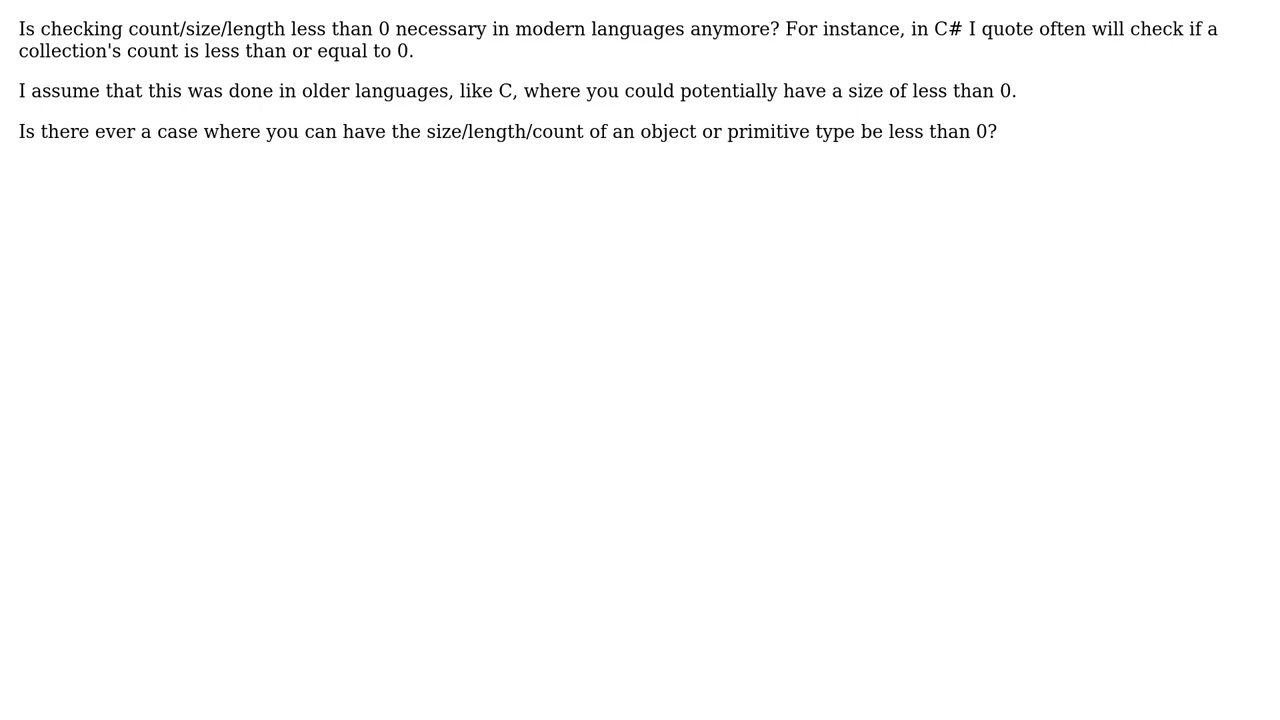 Is checking count/size/length less than 0 necessary in modern languages anymore? For instance, in C# I quote often will check if a
collection's count is less than or equal to 0.
I assume that this was done in older languages, like C, where you could potentially have a size of less than 0.
Is there ever a case where you can have the size/length/count of an object or primitive type be less than 0?